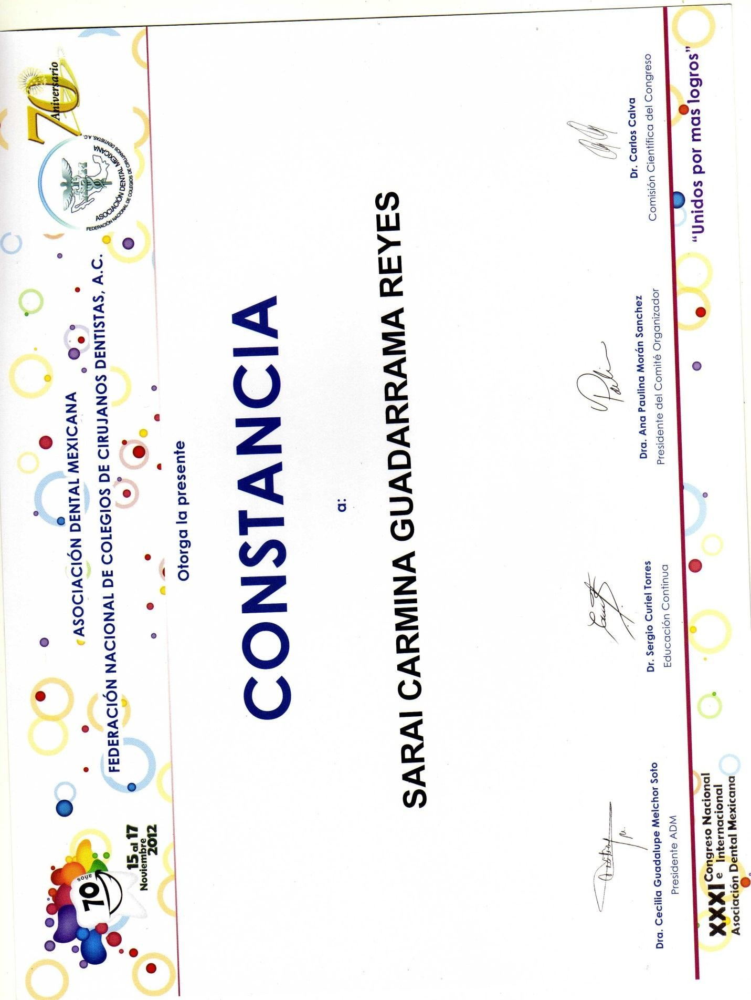 70
años
15 al 17
Noviembre
2012
ASOCIACIÓN DENTAL MEXICANA
FEDERACIÓN NACIONAL DE COLEGIOS DE CIRUJANOS DENTISTAS, A.C.
ASOCIACIÓN DENTAL MEXICANA
FEDERACIÓN NACIONAL DE COLEGIOS DE CIRUJANOS DENTISTAS, A.C.
70
Aniversario
Otorga la presente
CONSTANCIA
a:
SARAI CARMINA GUADARRAMA REYES
Dra. Cecilia Guadalupe Melchor Soto
Presidente ADM
Dr. Sergio Curiel Torres
Educación Continua
Dra. Ana Paulina Morán Sanchez
Presidente del Comité Organizador
Dr. Carlos Calva
Comisión Científica del Congreso
XXXI Congreso Nacional
e Internacional
Asociación Dental Mexicana
“Unidos por mas logros”